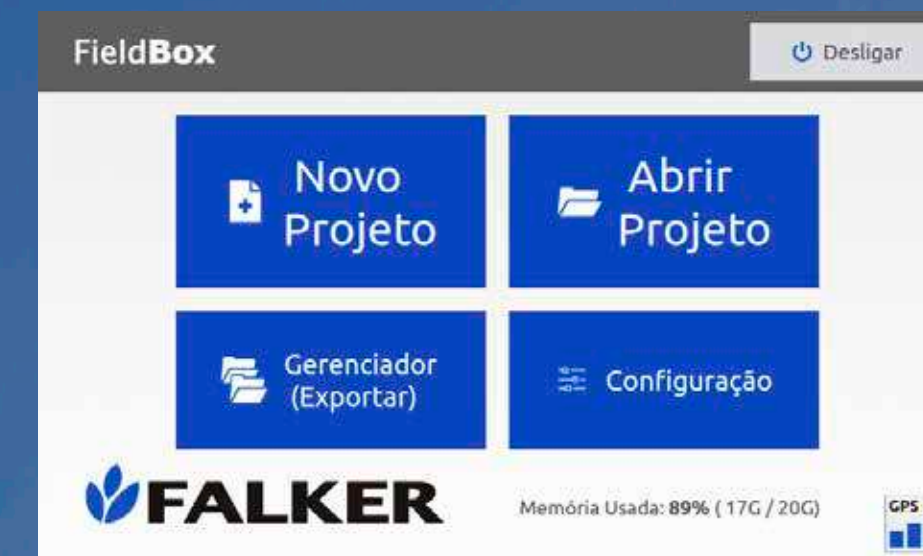 FieldBox
Desligar
Novo
Projeto
Abrir
Projeto
Gerenciador
(Exportar)
Configuração
FALKER
Memória Usada: 89% ( 17G / 20G)
GPS